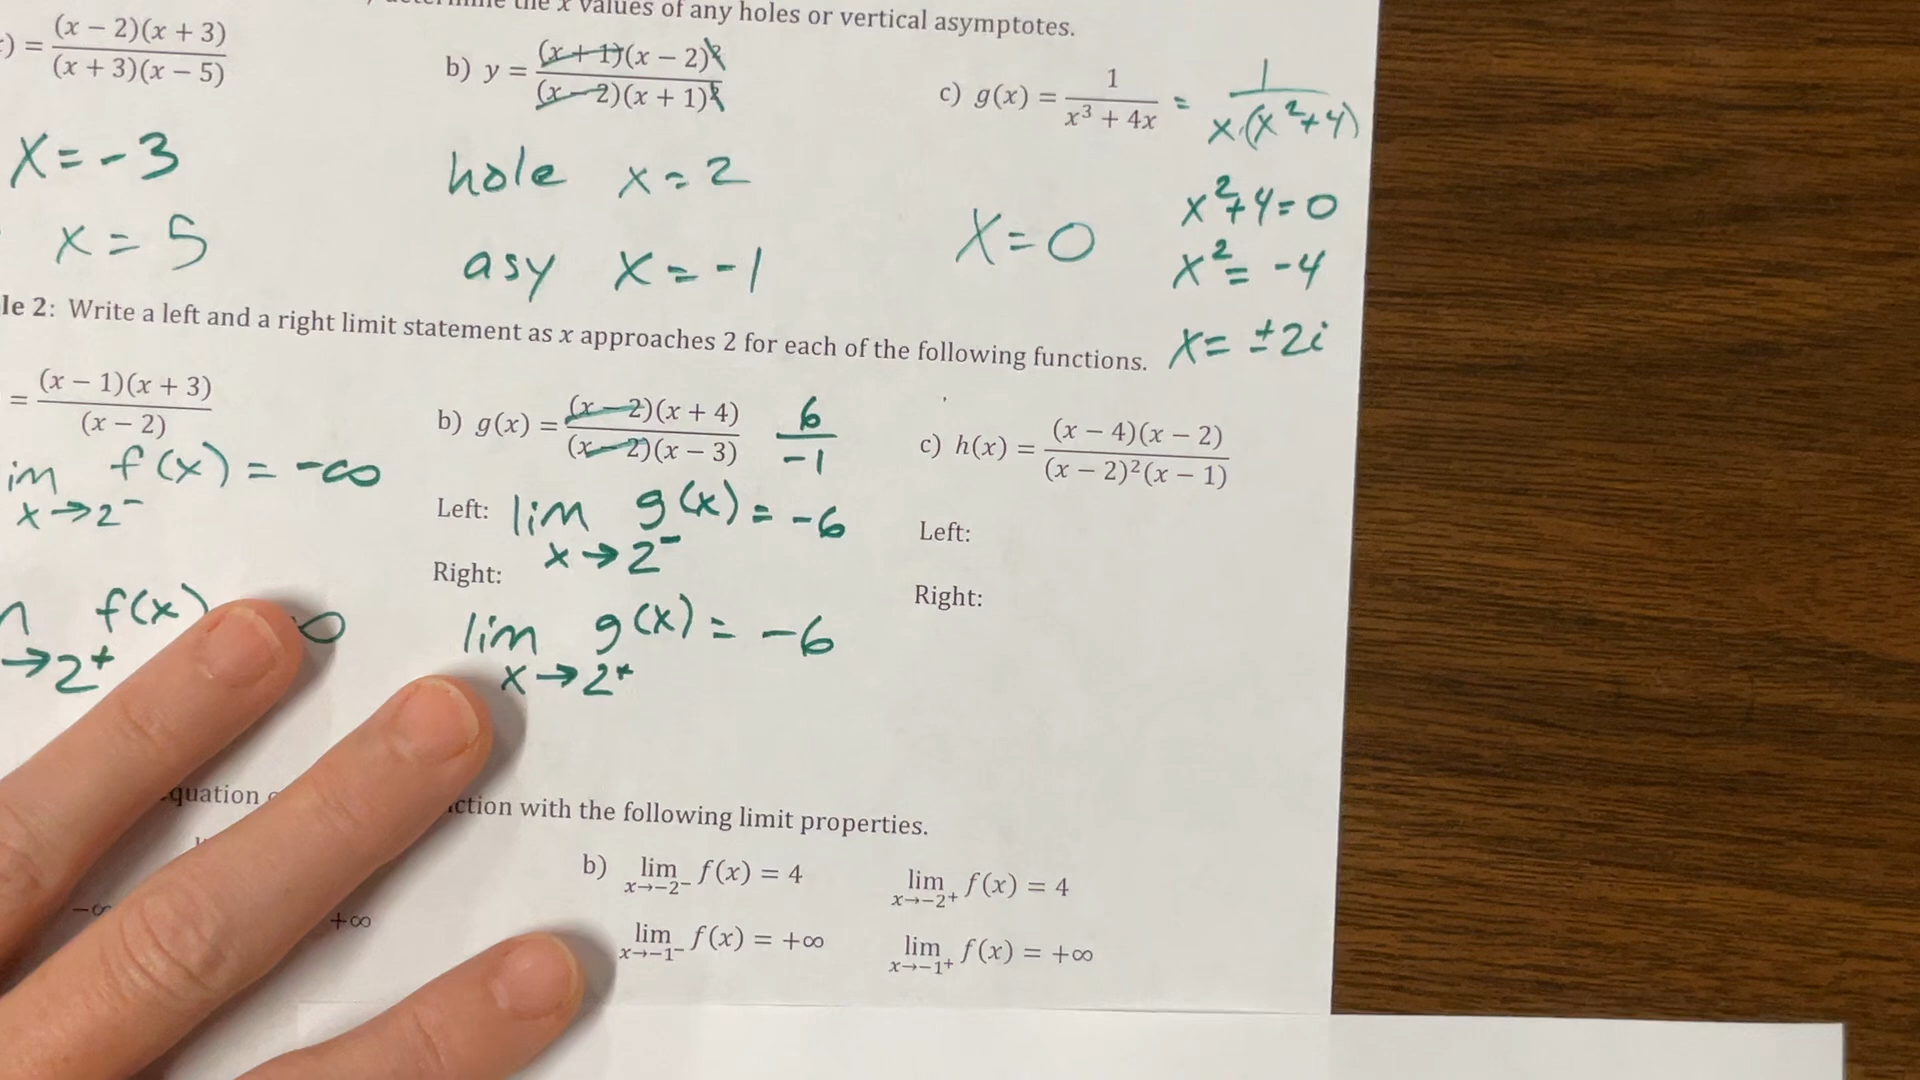 the x values of any holes or vertical asymptotes.
) = (x − 2)(x + 3) / (x + 3)(x − 5)
b) y = (x + 1)(x − 2)² / (x − 2)(x + 1)²
c) g(x) = 1 / x³ + 4x = 1 / x·(x²+4)
x = -3
x = 5
hole x = 2
asy x = -1
x = 0
x²+4=0
x² = -4
x = ±2i
le 2: Write a left and a right limit statement as x approaches 2 for each of the following functions.
= (x − 1)(x + 3) / (x − 2)
im f(x) = -∞
x→2⁻
f(x)
→2⁺
b) g(x) = (x − 2)(x + 4) / (x − 2)(x − 3)
6 / -1
Left: lim g(x) = -6
x→2⁻
Right:
lim g(x) = -6
x→2⁺
c) h(x) = (x − 4)(x − 2) / (x − 2)²(x − 1)
Left:
Right:
quation
ction with the following limit properties.
+∞
b) lim x→−2⁻ f(x) = 4
lim x→−2⁺ f(x) = 4
lim x→−1⁻ f(x) = +∞
lim x→−1⁺ f(x) = +∞